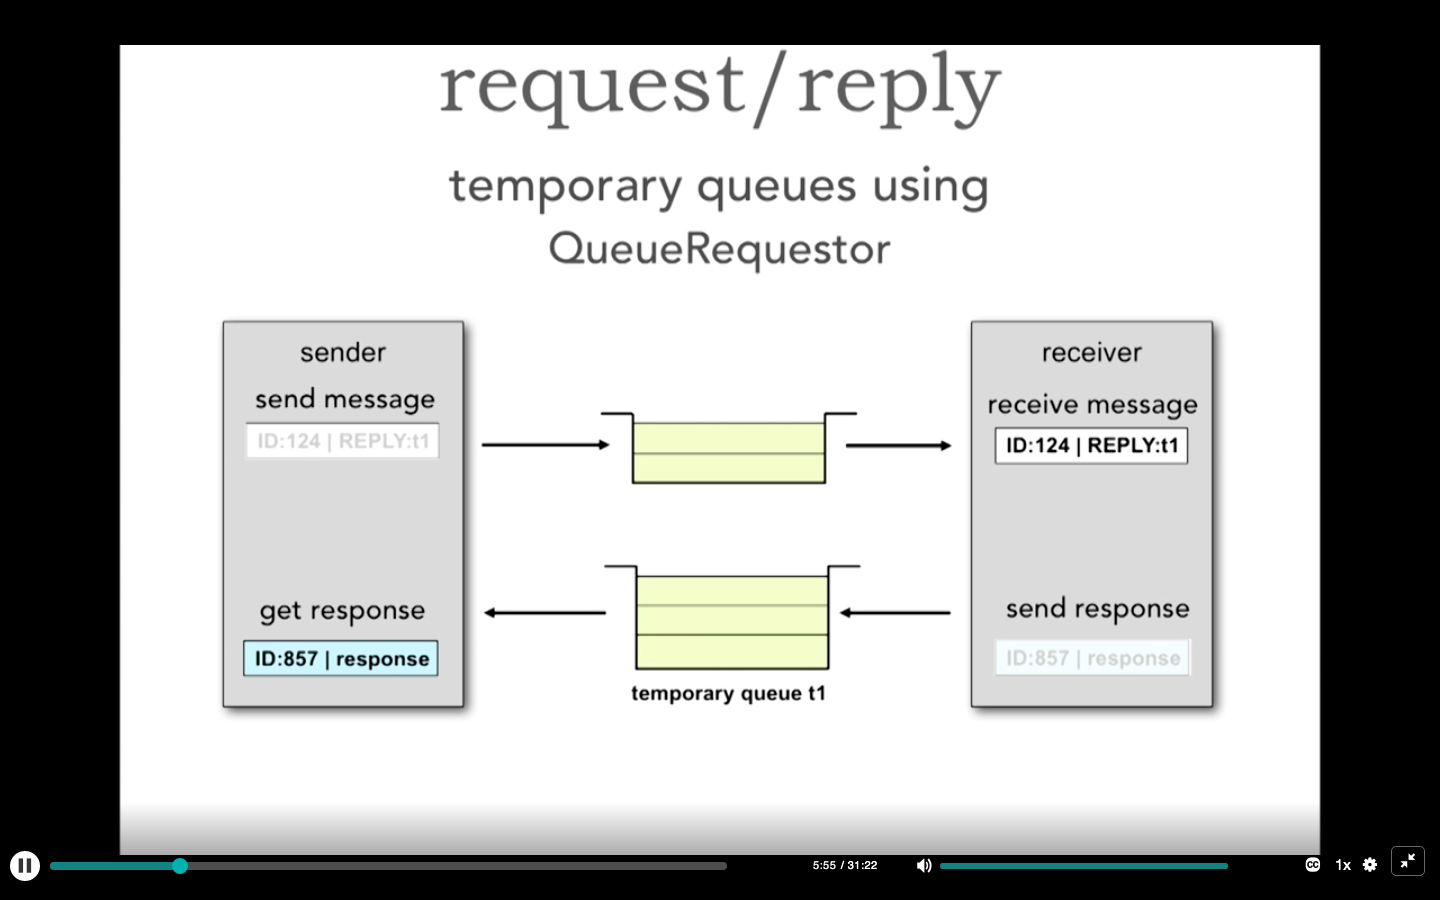 request/reply
temporary queues using
QueueRequestor
sender
send message
ID:124 | REPLY:t1
get response
ID:857 | response
temporary queue t1
receiver
receive message
ID:124 | REPLY:t1
send response
ID:857 | response
5:55 / 31:22
CC
1x